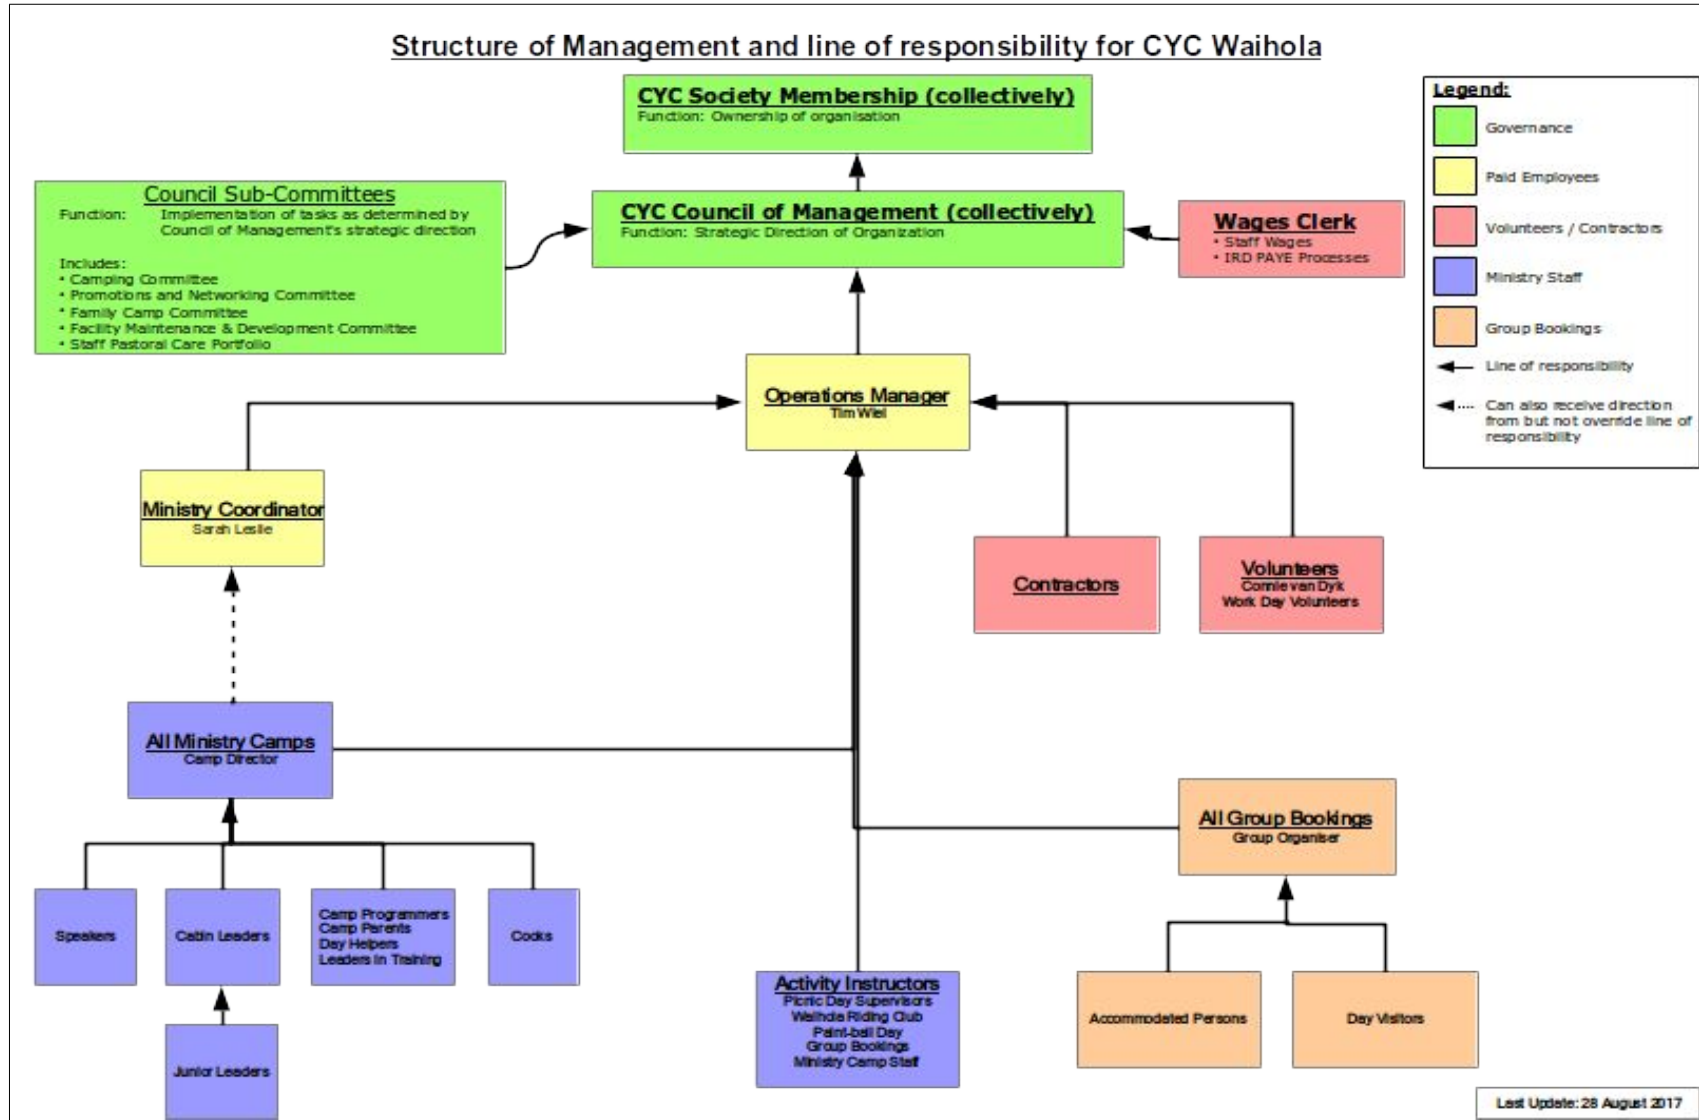 Structure of Management and line of responsibility for CYC Waihola
CYC Society Membership (collectively)
Function: Ownership of organisation
Legend:
Governance
Paid Employees
Volunteers / Contractors
Ministry Staff
Group Bookings
Line of responsibility
Can also receive direction
from but not override line of
responsibility
Council Sub-Committees
Function: Implementation of tasks as determined by
Council of Management's strategic direction
Includes:
• Camping Committee
• Promotions and Networking Committee
• Family Camp Committee
• Facility Maintenance & Development Committee
• Staff Pastoral Care Portfolio
CYC Council of Management (collectively)
Function: Strategic Direction of Organization
Wages Clerk
• Staff Wages
• IRD PAYE Processes
Operations Manager
Tim Wiel
Ministry Coordinator
Sarah Leslie
Contractors
Volunteers
Connie van Dyk
Work Day Volunteers
All Ministry Camps
Camp Director
All Group Bookings
Group Organiser
Speakers
Cabin Leaders
Camp Programmers
Camp Parents
Day Helpers
Leaders in Training
Cooks
Junior Leaders
Activity Instructors
Picnic Day Supervisors
Waihola Riding Club
Paint-ball Day
Group Bookings
Ministry Camp Staff
Accommodated Persons
Day Visitors
Last Update: 28 August 2017